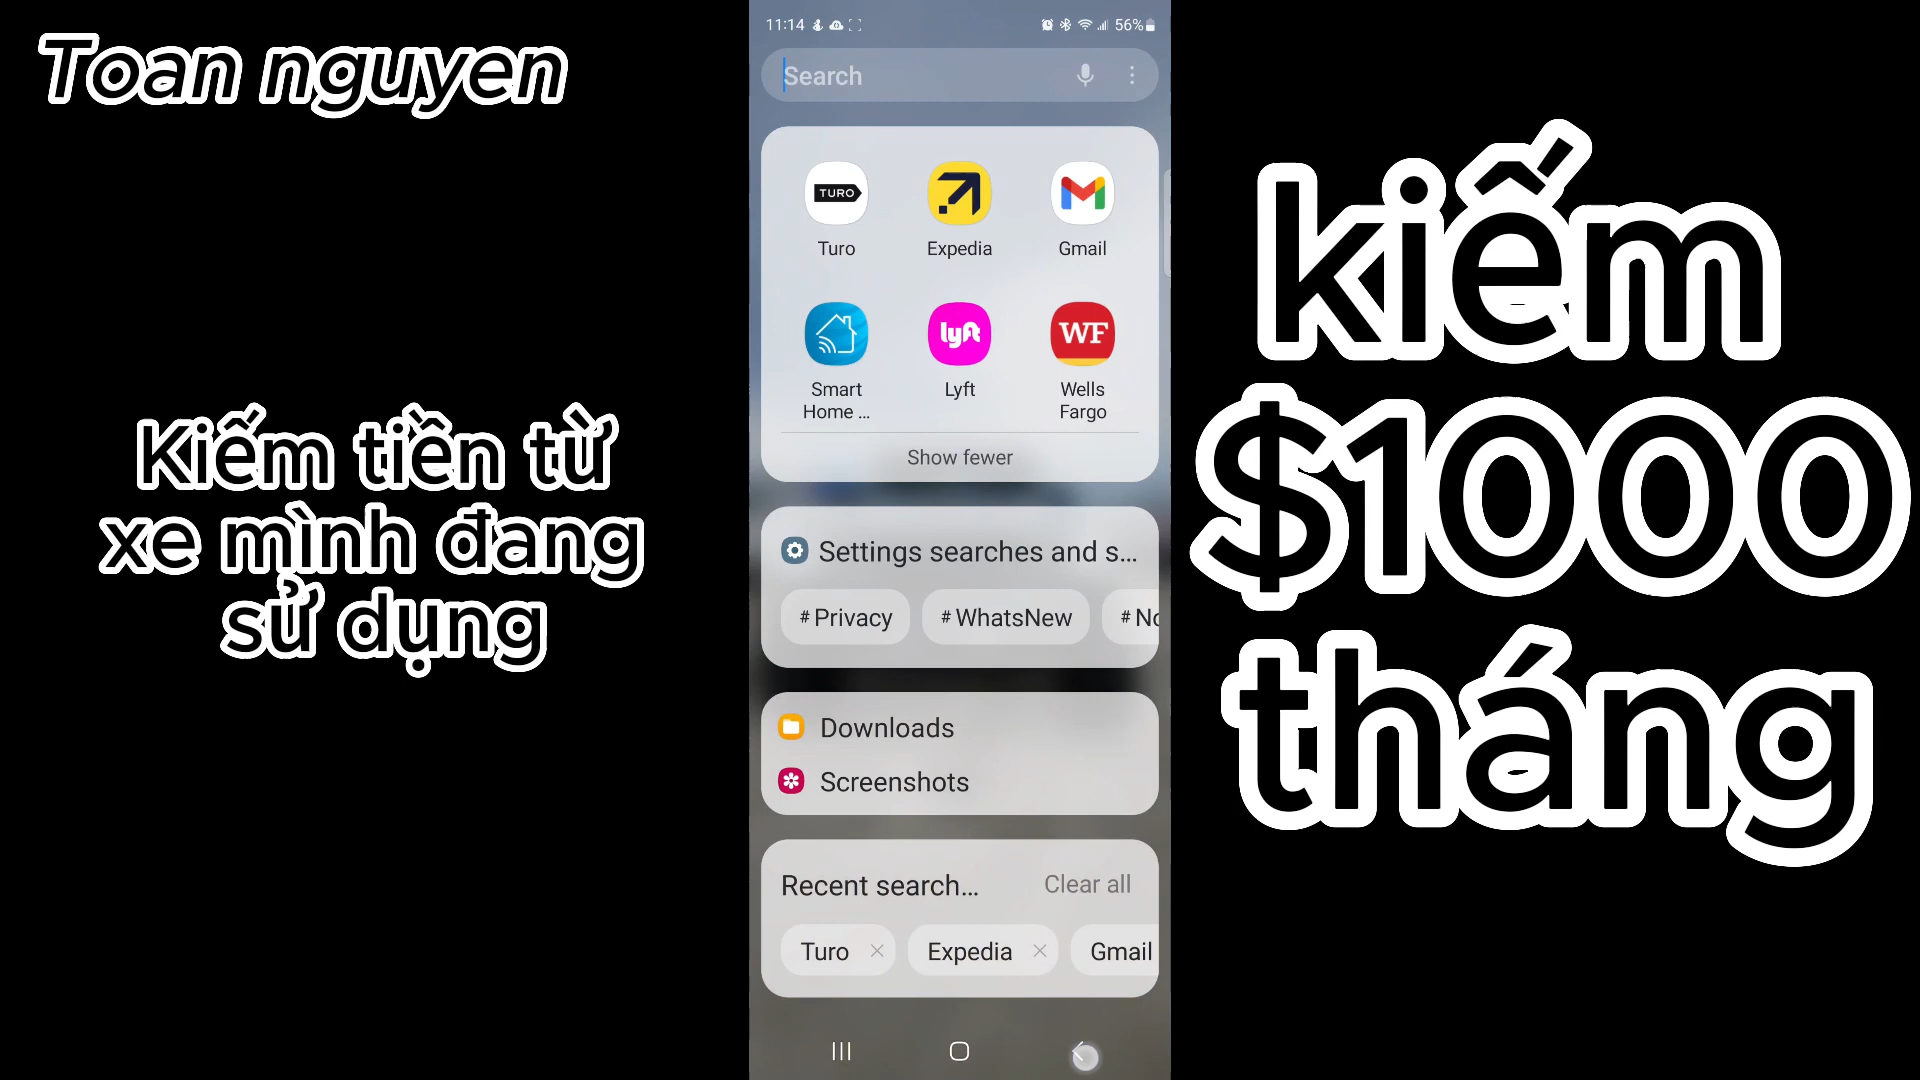 Toan nguyen
Kiếm tiền từ
xe mình đang
sử dụng
11:14
56%
Search
TURO
Turo
Expedia
Gmail
lyft
WF
Smart
Home ...
Lyft
Wells
Fargo
Show fewer
Settings searches and s...
# Privacy
# WhatsNew
# No
Downloads
Screenshots
Recent search...
Clear all
Turo
Expedia
Gmail
kiếm
$1000
tháng